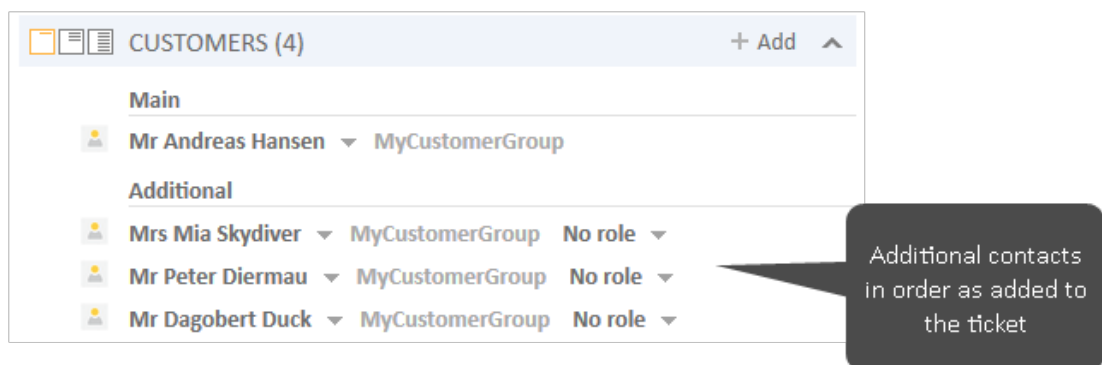 CUSTOMERS (4) + Add
Main
Mr Andreas Hansen MyCustomerGroup
Additional
Mrs Mia Skydiver MyCustomerGroup No role
Mr Peter Diermau MyCustomerGroup No role
Mr Dagobert Duck MyCustomerGroup No role
Additional contacts
in order as added to
the ticket